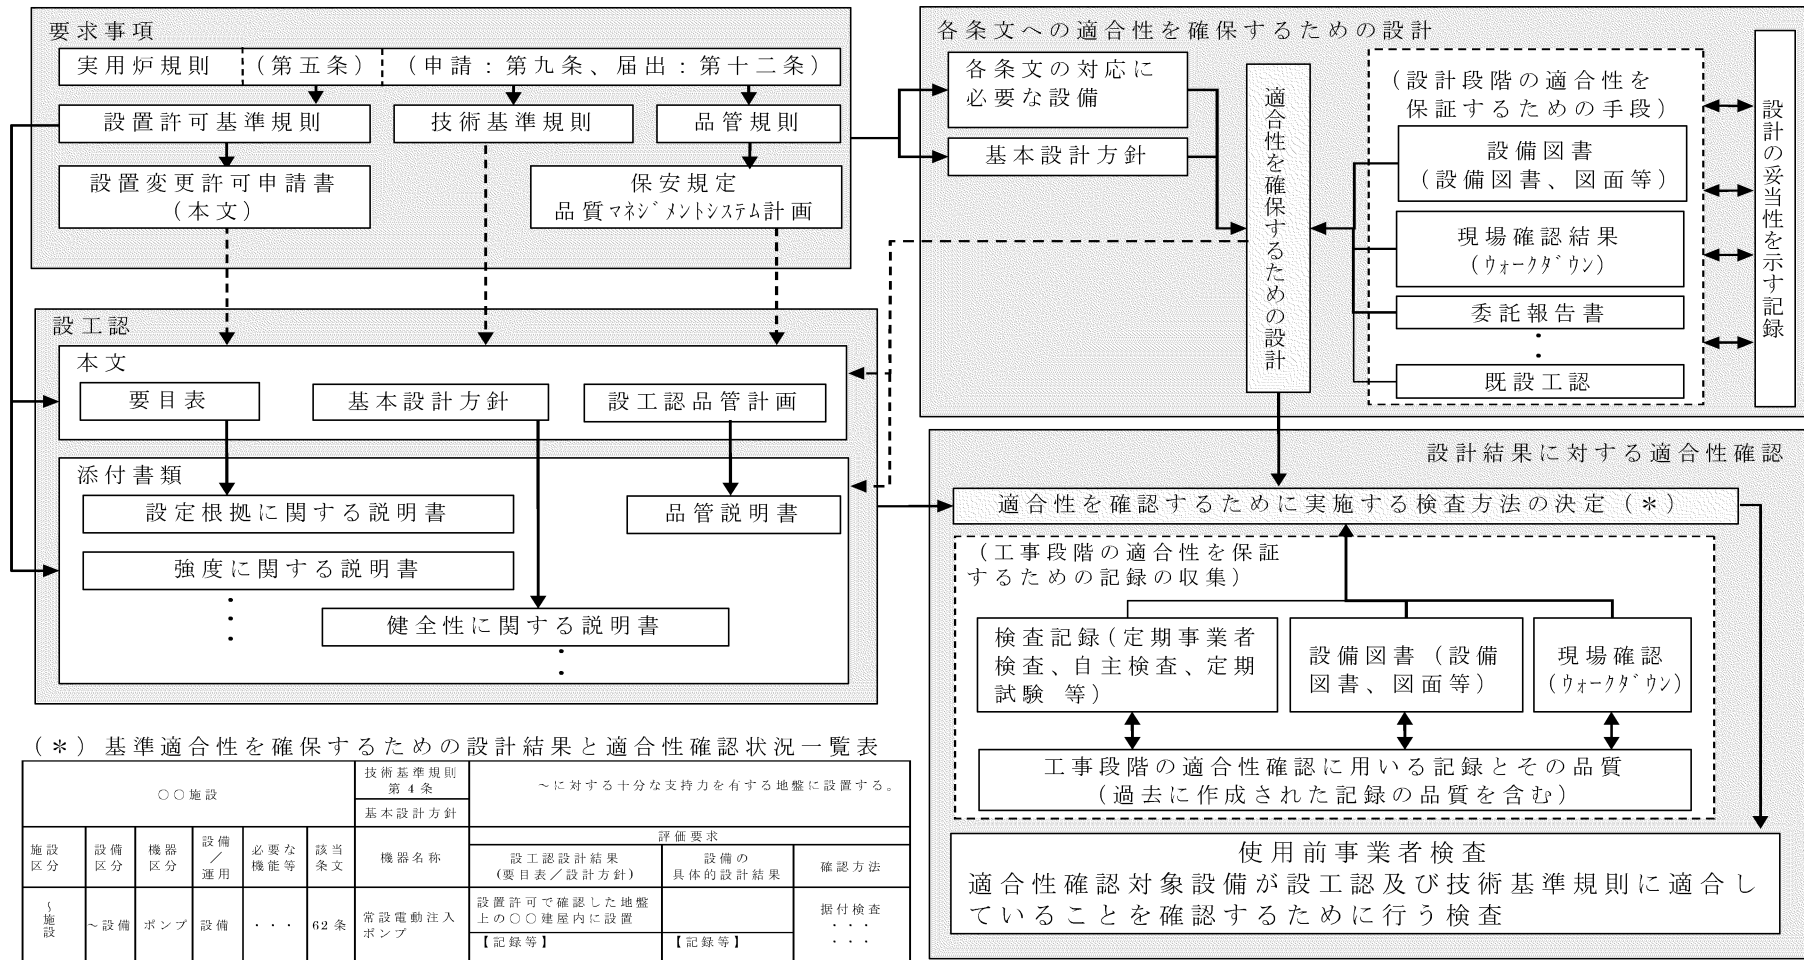 要求事項
実用炉規則 (第五条) (申請：第九条、届出：第十二条)
設置許可基準規則
技術基準規則
品管規則
設置変更許可申請書
(本文)
保安規定
品質ﾏﾈｼﾞﾒﾝﾄｼｽﾃﾑ計画
設工認
本文
要目表
基本設計方針
設工認品管計画
添付書類
設定根拠に関する説明書
品管説明書
強度に関する説明書
・
・
・
健全性に関する説明書
・
・
各条文への適合性を確保するための設計
各条文の対応に
必要な設備
基本設計方針
適合性を確保するための設計
(設計段階の適合性を
保証するための手段)
設備図書
(設備図書、図面等)
現場確認結果
(ｳｫｰｸﾀﾞｳﾝ)
委託報告書
・
・
既設工認
設計の妥当性を示す記録
設計結果に対する適合性確認
適合性を確認するために実施する検査方法の決定 (＊)
(工事段階の適合性を保証
するための記録の収集)
検査記録(定期事業者
検査、自主検査、定期
試験 等)
設備図書 (設備
図書、図面等)
現場確認
(ｳｫｰｸﾀﾞｳﾝ)
工事段階の適合性確認に用いる記録とその品質
(過去に作成された記録の品質を含む)
使用前事業者検査
適合性確認対象設備が設工認及び技術基準規則に適合し
ていることを確認するために行う検査
(＊) 基準適合性を確保するための設計結果と適合性確認状況一覧表
○○施設
技術基準規則
第 4 条
～に対する十分な支持力を有する地盤に設置する。
基本設計方針
施設
区分
設備
区分
機器
区分
設備
／
運用
必要な
機能等
該当
条文
機器名称
評価要求
設工認設計結果
(要目表／設計方針)
設備の
具体的設計結果
確認方法
～施設
～設備
ポンプ
設備
・・・
62 条
常設電動注入
ポンプ
設置許可で確認した地盤
上の○○建屋内に設置
【記録等】
【記録等】
据付検査
・・・
・・・